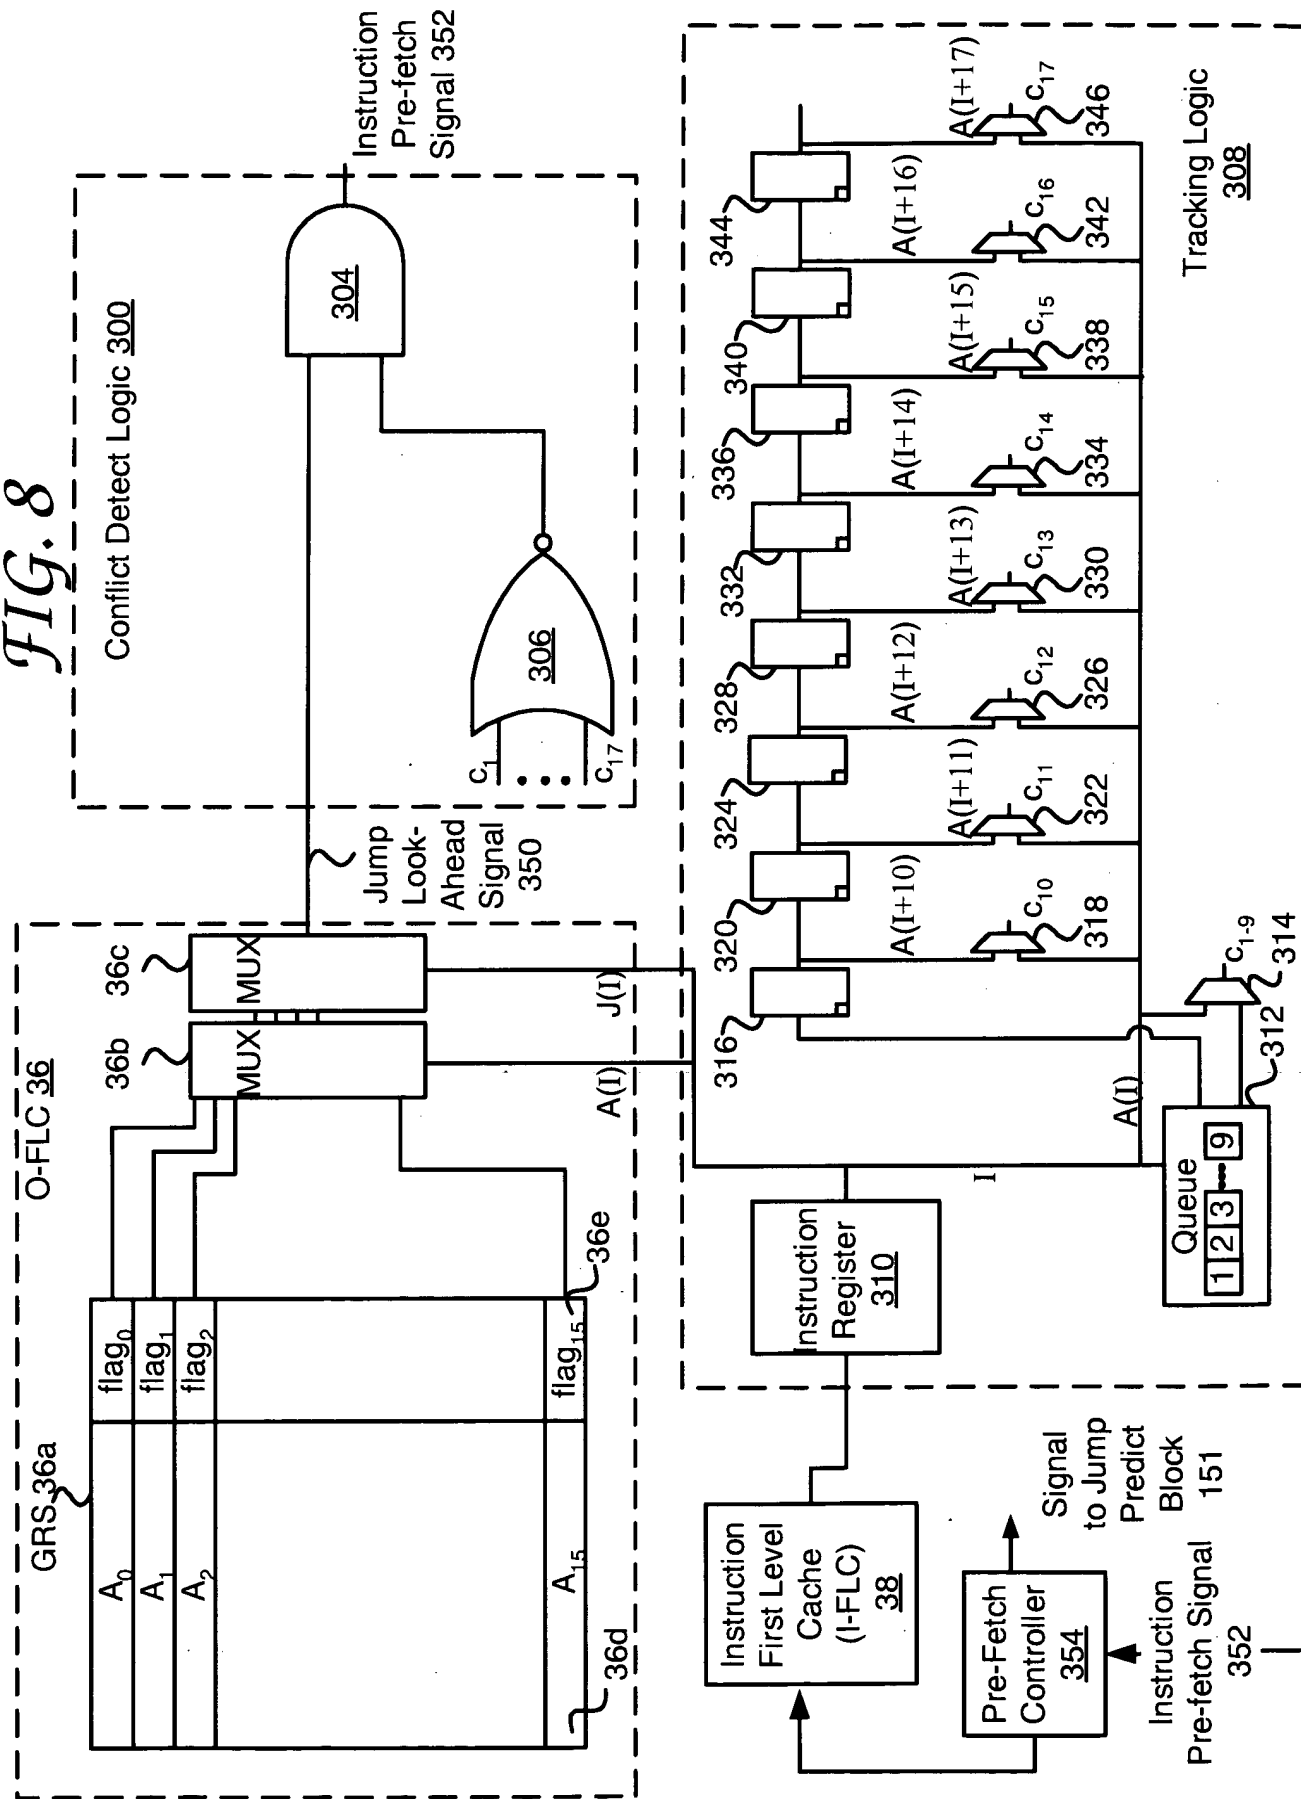 FIG. 8
O-FLC 36
GRS 36a
A0
flag0
A1
flag1
A2
flag2
A15
flag15
36d
36e
36b
MUX
36c
MUX
A(I)
J(I)
Jump
Look-
Ahead
Signal
350
Conflict Detect Logic 300
304
306
c1
c17
Instruction
Pre-fetch
Signal 352
Instruction
First Level
Cache
(I-FLC)
38
Pre-Fetch
Controller
354
Signal
to Jump
Predict
Block
151
Instruction
Pre-fetch Signal
352
Instruction
Register
310
I
Queue
1 2 3 9
312
314
C1-9
A(I)
316
320
324
328
332
336
340
344
A(I+10)
A(I+11)
A(I+12)
A(I+13)
A(I+14)
A(I+15)
A(I+16)
A(I+17)
C10
C11
C12
C13
C14
C15
C16
C17
318
322
326
330
334
338
342
346
Tracking Logic
308